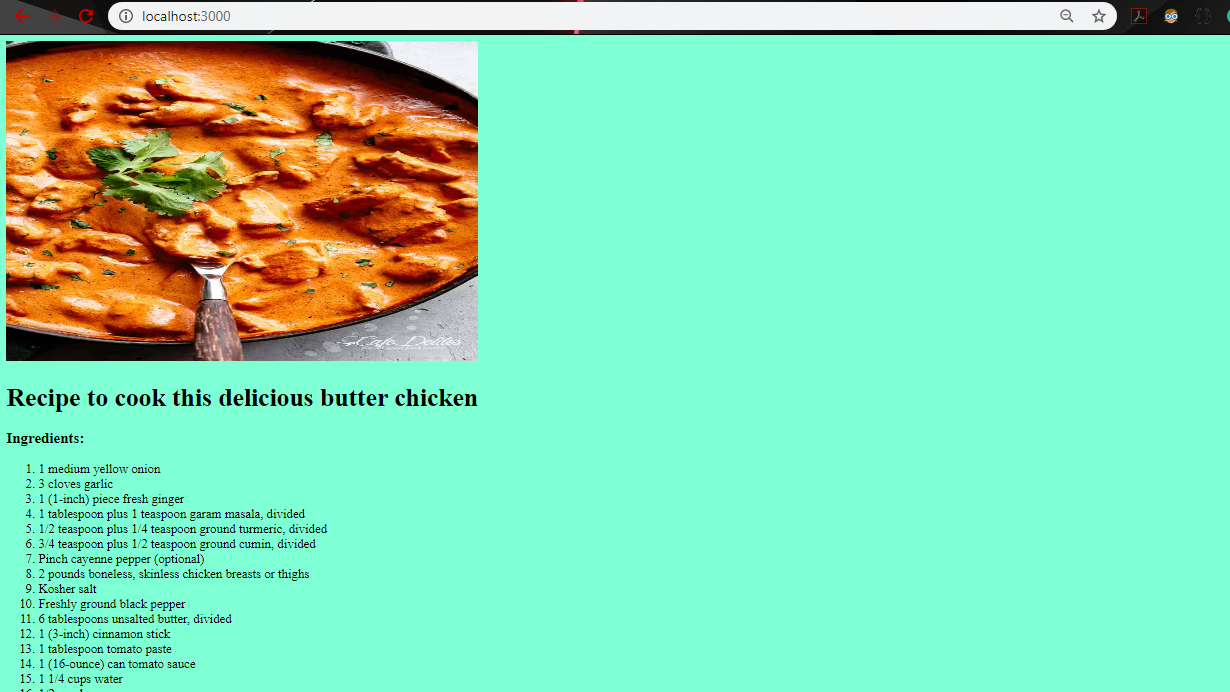 localhost:3000
Cafe Delites
Recipe to cook this delicious butter chicken
Ingredients:
1. 1 medium yellow onion
2. 3 cloves garlic
3. 1 (1-inch) piece fresh ginger
4. 1 tablespoon plus 1 teaspoon garam masala, divided
5. 1/2 teaspoon plus 1/4 teaspoon ground turmeric, divided
6. 3/4 teaspoon plus 1/2 teaspoon ground cumin, divided
7. Pinch cayenne pepper (optional)
8. 2 pounds boneless, skinless chicken breasts or thighs
9. Kosher salt
10. Freshly ground black pepper
11. 6 tablespoons unsalted butter, divided
12. 1 (3-inch) cinnamon stick
13. 1 tablespoon tomato paste
14. 1 (16-ounce) can tomato sauce
15. 1 1/4 cups water